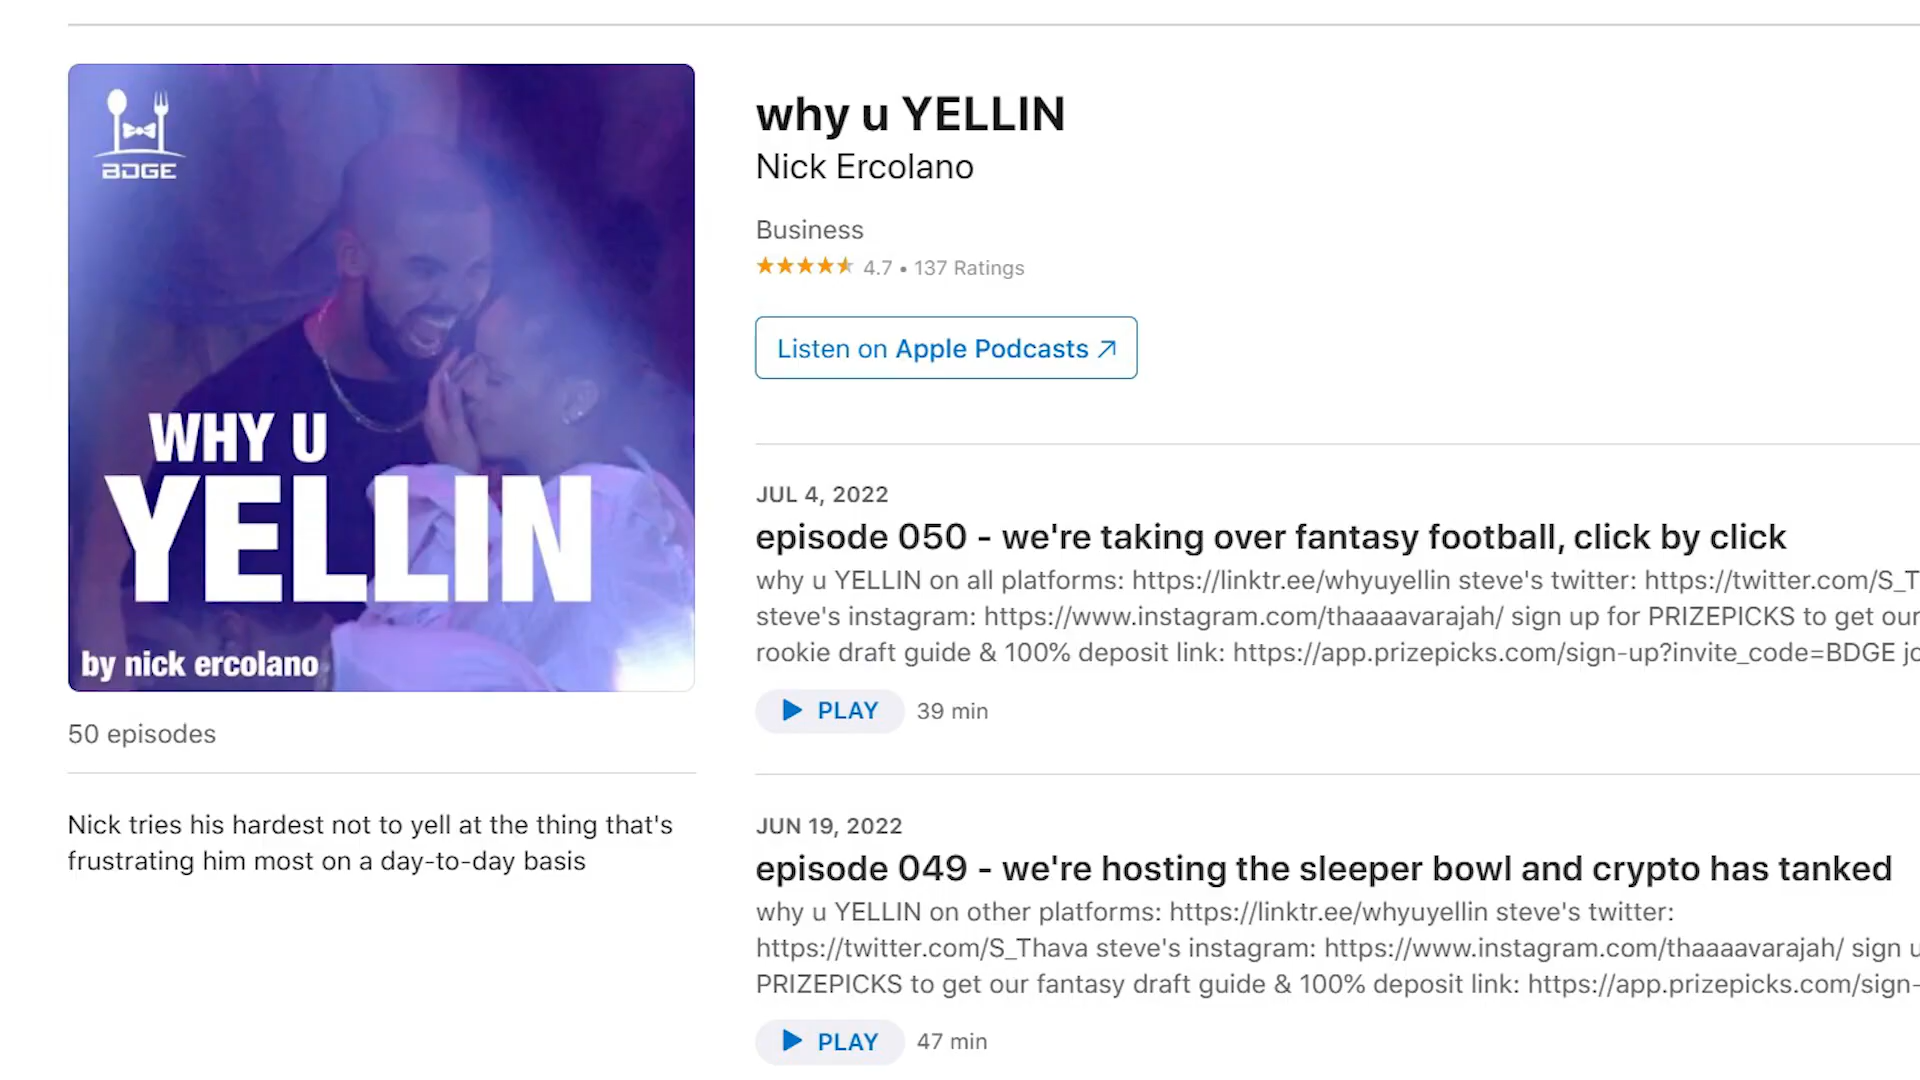 BDGE
WHY U
YELLIN
by nick ercolano
50 episodes
Nick tries his hardest not to yell at the thing that's
frustrating him most on a day-to-day basis
why u YELLIN
Nick Ercolano
Business
4.7 • 137 Ratings
Listen on Apple Podcasts ↗
JUL 4, 2022
episode 050 - we're taking over fantasy football, click by click
why u YELLIN on all platforms: https://linktr.ee/whyuyellin steve's twitter: https://twitter.com/S_T
steve's instagram: https://www.instagram.com/thaaaavarajah/ sign up for PRIZEPICKS to get our
rookie draft guide & 100% deposit link: https://app.prizepicks.com/sign-up?invite_code=BDGE jo
PLAY 39 min
JUN 19, 2022
episode 049 - we're hosting the sleeper bowl and crypto has tanked
why u YELLIN on other platforms: https://linktr.ee/whyuyellin steve's twitter:
https://twitter.com/S_Thava steve's instagram: https://www.instagram.com/thaaaavarajah/ sign u
PRIZEPICKS to get our fantasy draft guide & 100% deposit link: https://app.prizepicks.com/sign-
PLAY 47 min